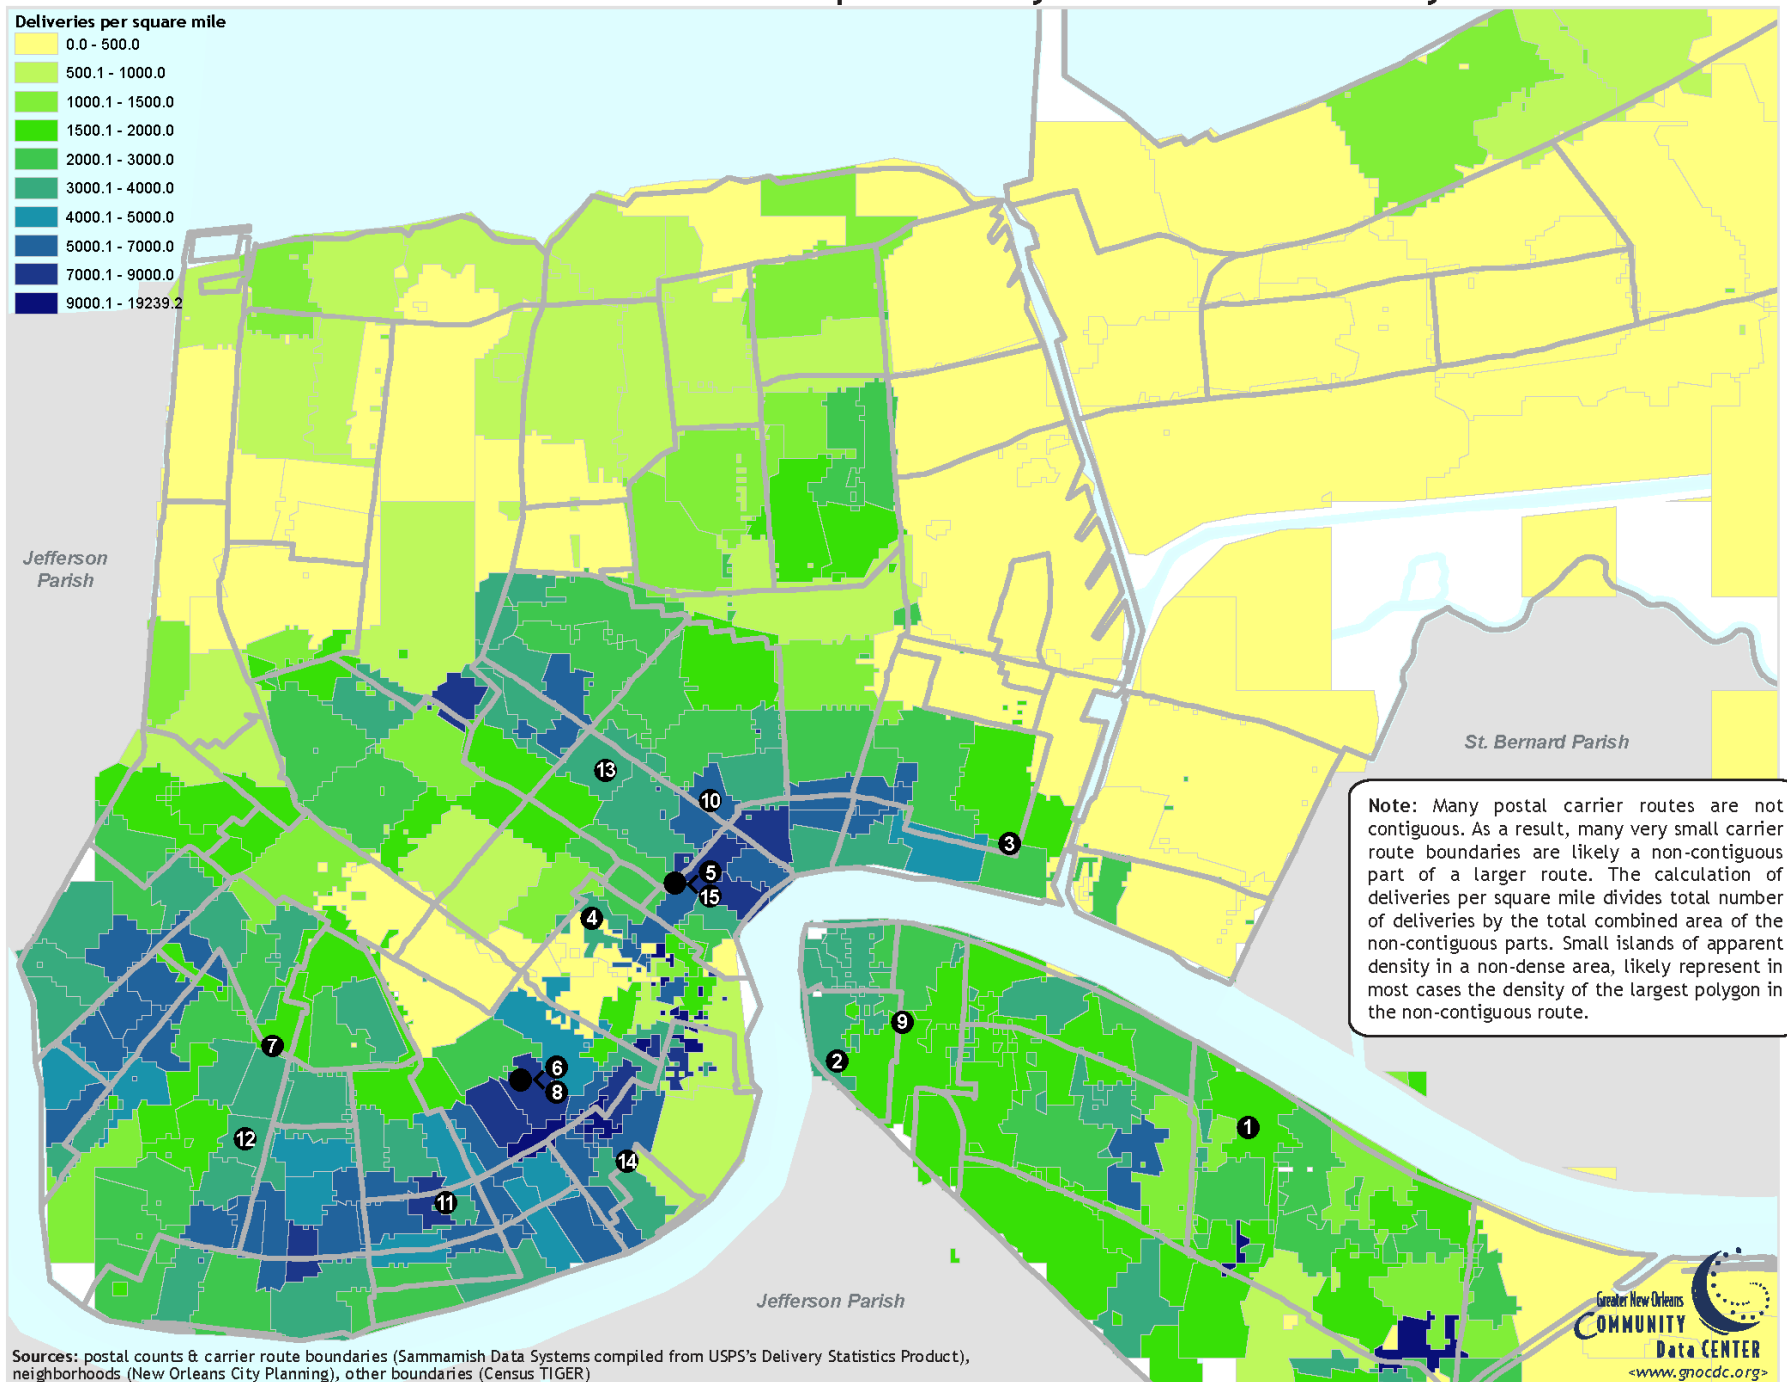 Deliveries per square mile
0.0 - 500.0
500.1 - 1000.0
1000.1 - 1500.0
1500.1 - 2000.0
2000.1 - 3000.0
3000.1 - 4000.0
4000.1 - 5000.0
5000.1 - 7000.0
7000.1 - 9000.0
9000.1 - 19239.2
Jefferson
Parish
St. Bernard Parish
13
10
3
5
15
4
9
7
2
6
8
1
12
14
11
Note: Many postal carrier routes are not
contiguous. As a result, many very small carrier
route boundaries are likely a non-contiguous
part of a larger route. The calculation of
deliveries per square mile divides total number
of deliveries by the total combined area of the
non-contiguous parts. Small islands of apparent
density in a non-dense area, likely represent in
most cases the density of the largest polygon in
the non-contiguous route.
Jefferson Parish
Greater New Orleans
COMMUNITY
Data CENTER
<www.gnocdc.org>
Sources: postal counts & carrier route boundaries (Sammamish Data Systems compiled from USPS's Delivery Statistics Product),
neighborhoods (New Orleans City Planning), other boundaries (Census TIGER)